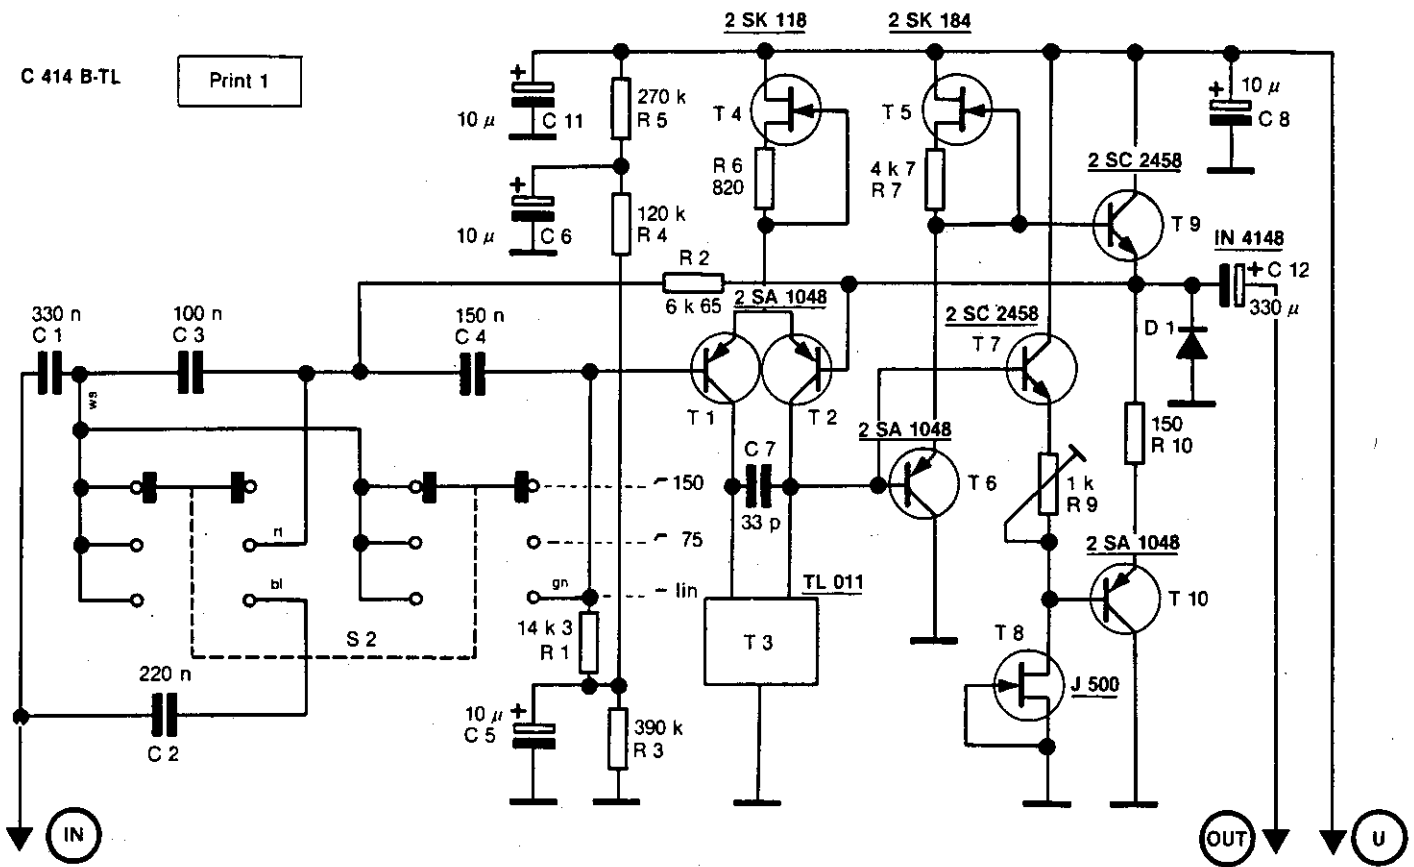 2 SK 118
2 SK 184
C 414 B-TL
Print 1
270 k
R 5
10 µ
C 11
T 4
T 5
+
10 µ
C 8
R 6
820
4 k 7
R 7
2 SC 2458
120 k
R 4
10 µ
C 6
T 9
IN 4148
+ C 12
330 µ
R 2
6 k 65
2 SA 1048
2 SC 2458
330 n
C 1
100 n
C 3
150 n
C 4
T 7
D 1
ws
T 1
T 2
150
R 10
2 SA 1048
C 7
33 p
T 6
1 k
R 9
150
rt
75
2 SA 1048
bl
gn
lin
TL 011
T 10
S 2
14 k 3
R 1
T 3
T 8
J 500
220 n
C 2
10 µ +
C 5
390 k
R 3
IN
OUT
U